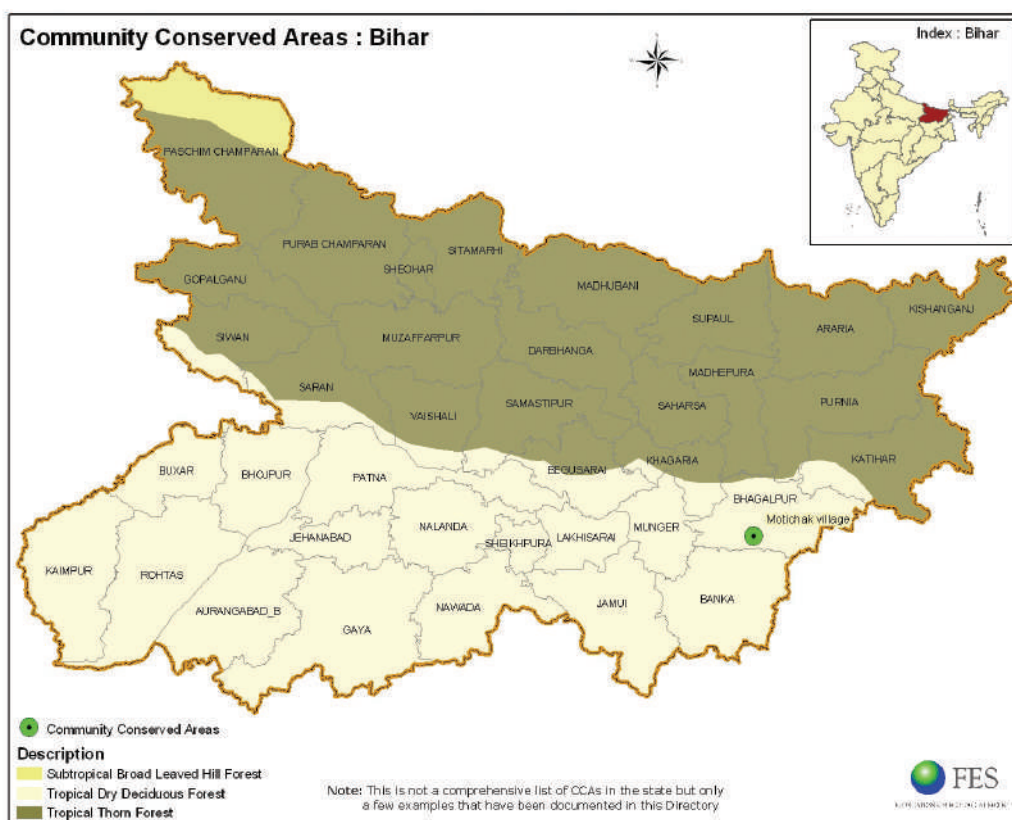 Community Conserved Areas : Bihar
Index : Bihar
PASCHIM CHAMPARAN
PURAB CHAMPARAN
SITAMARHI
SHEOHAR
GOPALGANJ
MADHUBANI
KISHANGANJ
SUPAUL
ARARIA
SIWAN
MUZAFFARPUR
DARBHANGA
MADHEPURA
SARAN
VAISHALI
SAMASTIPUR
SAHARSA
PURNIA
KATIHAR
BUXAR
BHOJPUR
PATNA
BEGUSARAI
KHAGARIA
BHAGALPUR
Motichak village
NALANDA
MUNGER
JEHANABAD
SHEIKHPURA
LAKHISARAI
KAIMPUR
ROHTAS
AURANGABAD_B
NAWADA
JAMUI
BANKA
GAYA
Community Conserved Areas
Description
Subtropical Broad Leaved Hill Forest
Tropical Dry Deciduous Forest
Tropical Thorn Forest
Note: This is not a comprehensive list of CCAs in the state but only
a few examples that have been documented in this Directory
FES